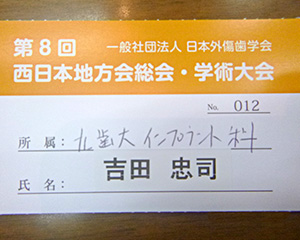 第8回 一般社団法人 日本外傷歯学会
西日本地方会総会・学術大会
No. 012
所属: 九歯大 インプラント科
吉田 忠司
氏名: